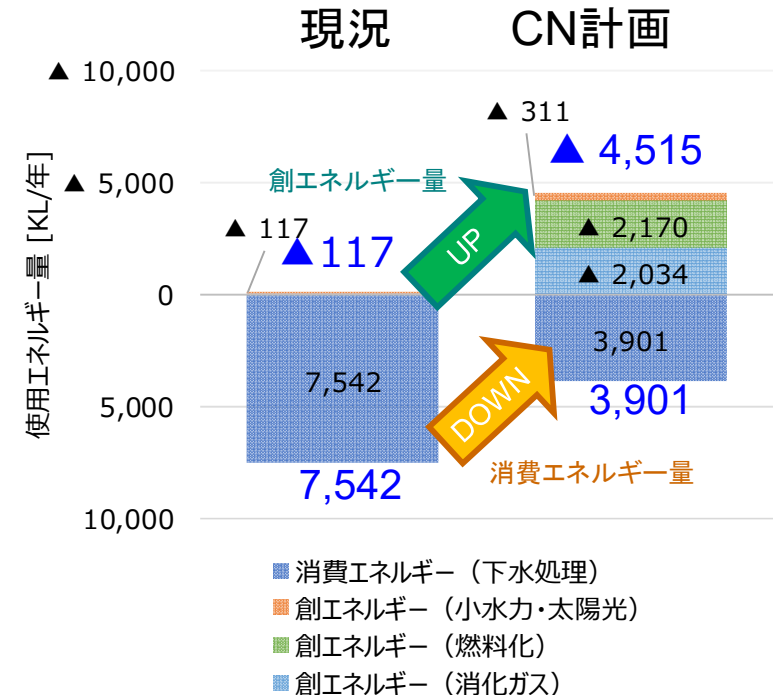 現況
CN計画
▲ 10,000
▲ 311
▲ 4,515
▲ 5,000
創エネルギー量
▲ 117
▲117
UP
▲ 2,170
▲ 2,034
0
使用エネルギー量 [KL/年]
7,542
3,901
DOWN
5,000
3,901
7,542
消費エネルギー量
10,000
消費エネルギー（下水処理）
創エネルギー（小水力・太陽光）
創エネルギー（燃料化）
創エネルギー（消化ガス）